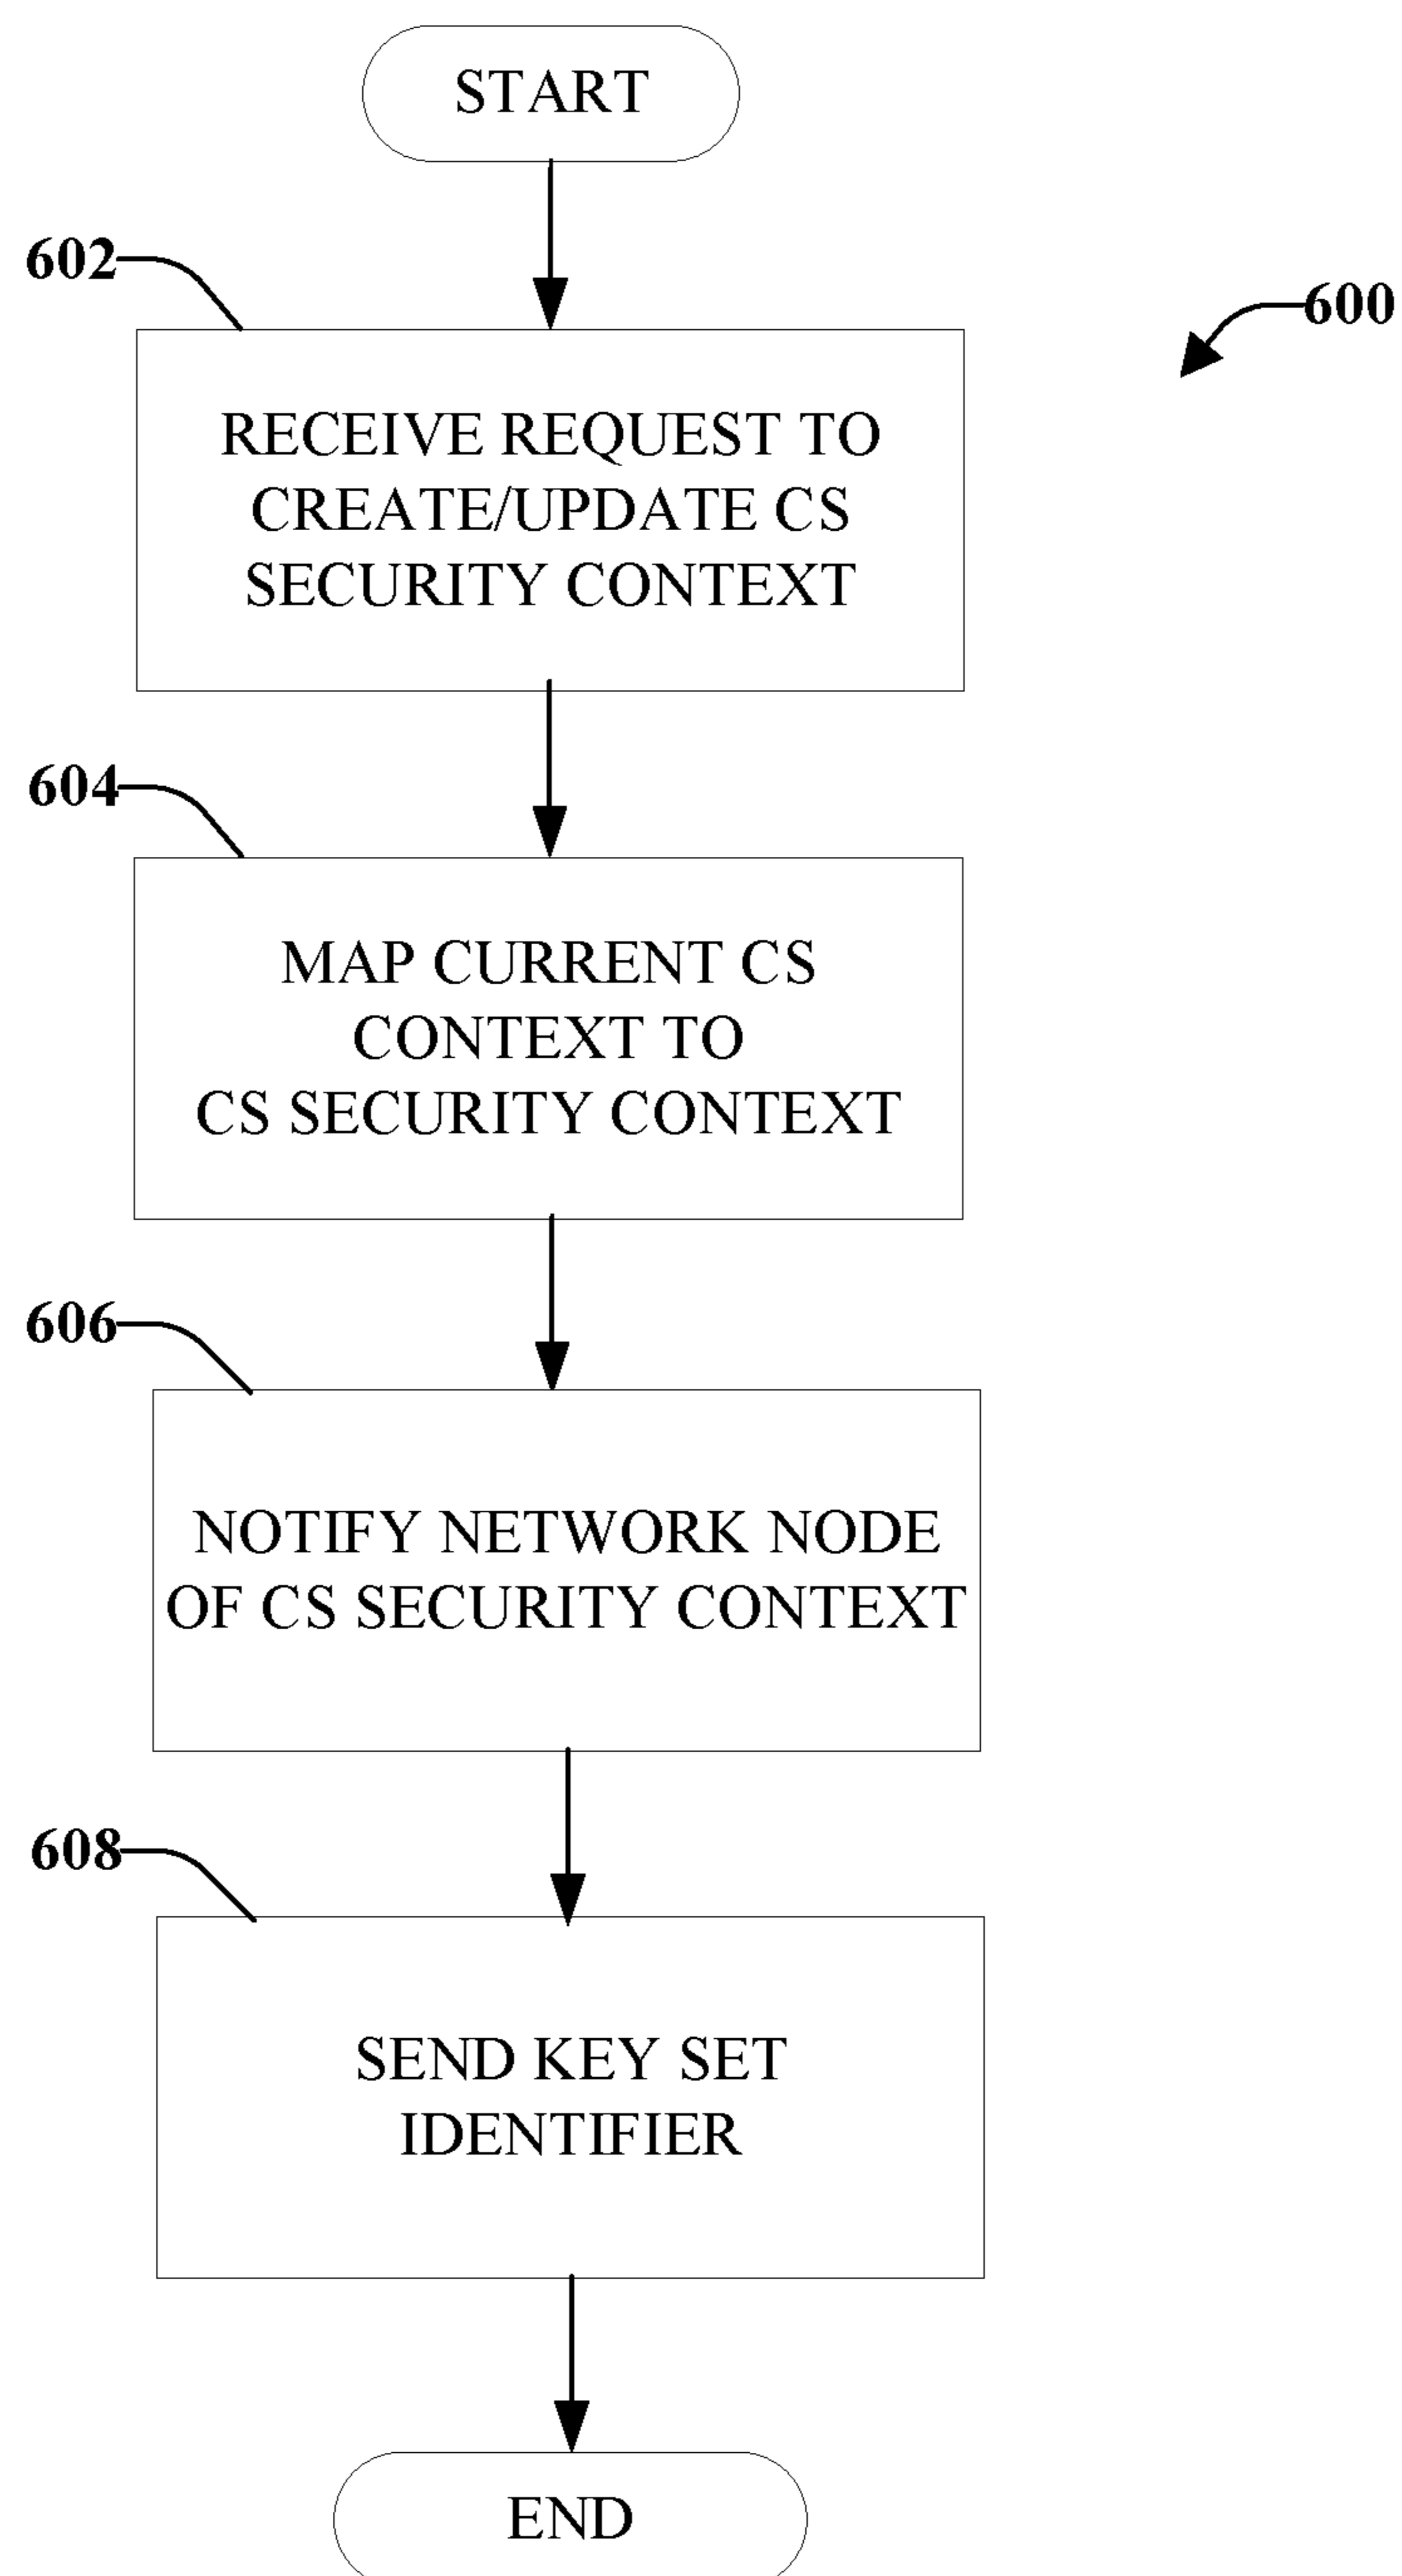 START
602
600
RECEIVE REQUEST TO
CREATE/UPDATE CS
SECURITY CONTEXT
604
MAP CURRENT CS
CONTEXT TO
CS SECURITY CONTEXT
606
NOTIFY NETWORK NODE
OF CS SECURITY CONTEXT
608
SEND KEY SET
IDENTIFIER
END